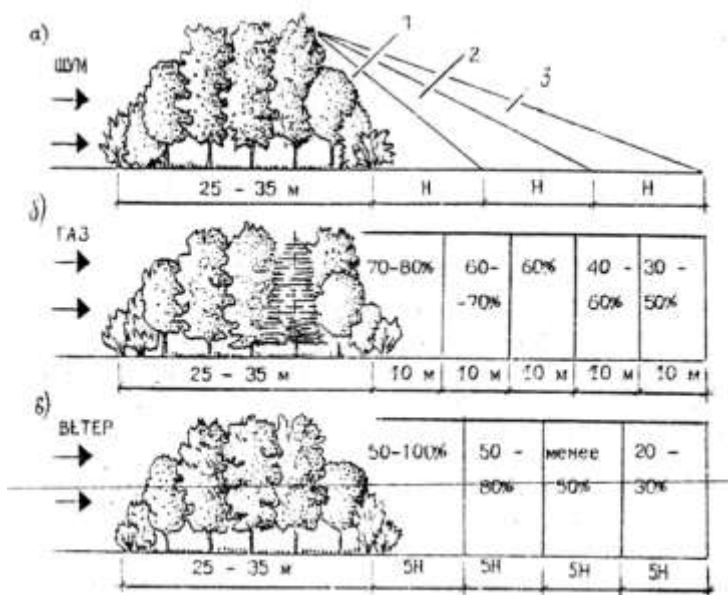 а)
ШУМ
1
2
3
25 - 35 м Н Н Н
б)
ГАЗ
70-80% 60- 60% 40 - 30 -
-70% 60% 50%
25 - 35 м 10 м 10 м 10 м 10 м 10 м
в)
ВЕТЕР
50-100% 50 - менее 20 -
80% 50% 30%
25 - 35 м 5Н 5Н 5Н 5Н